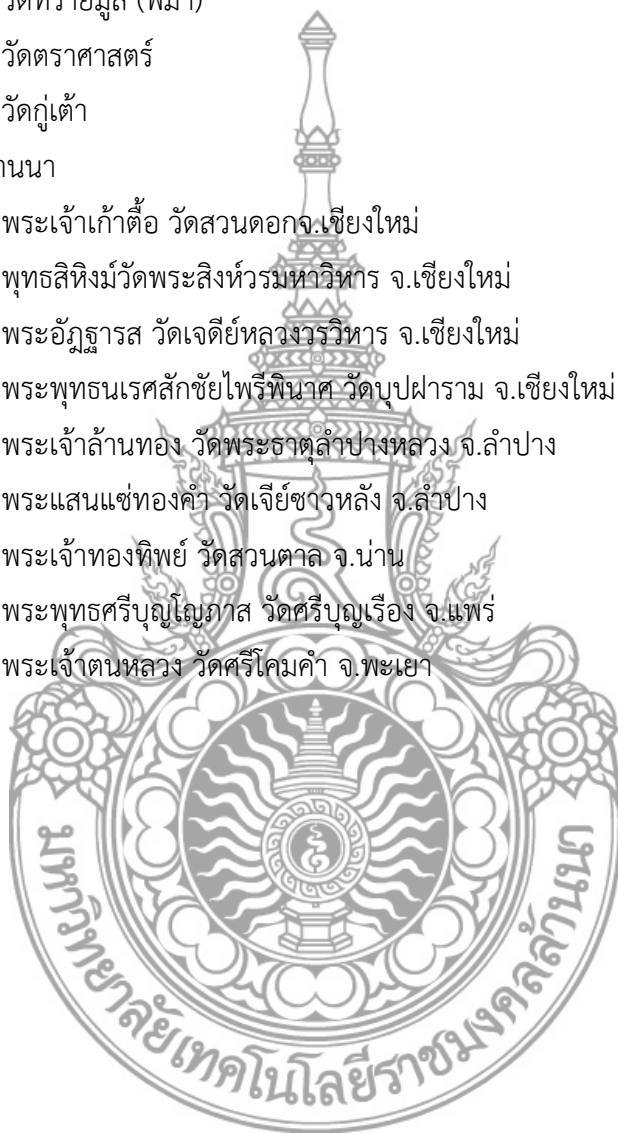 วัดทรายมูล (พม่า)
วัดตราศาสตร์
วัดกู่เต้า
านนา
พระเจ้าเก้าตื้อ วัดสวนดอกจ.เชียงใหม่
พุทธสิหิงม์วัดพระสิงห์วรมหาวิหาร จ.เชียงใหม่
พระอัฎฐารส วัดเจดีย์หลวงวรวิหาร จ.เชียงใหม่
พระพุทธนเรศสักชัยไพรีพินาศ วัดบุปฝาราม จ.เชียงใหม่
พระเจ้าล้านทอง วัดพระธาตุลำปางหลวง จ.ลำปาง
พระแสนแซ่ทองคำ วัดเจีย์ซาวหลัง จ.ลำปาง
พระเจ้าทองทิพย์ วัดสวนตาล จ.น่าน
พระพุทธศรีบุญโญภาส วัดศรีบุญเรือง จ.แพร่
พระเจ้าตนหลวง วัดศรีโคมคำ จ.พะเยา
มหาวิทยาลัยเทคโนโลยีราชมงคลล้านนา